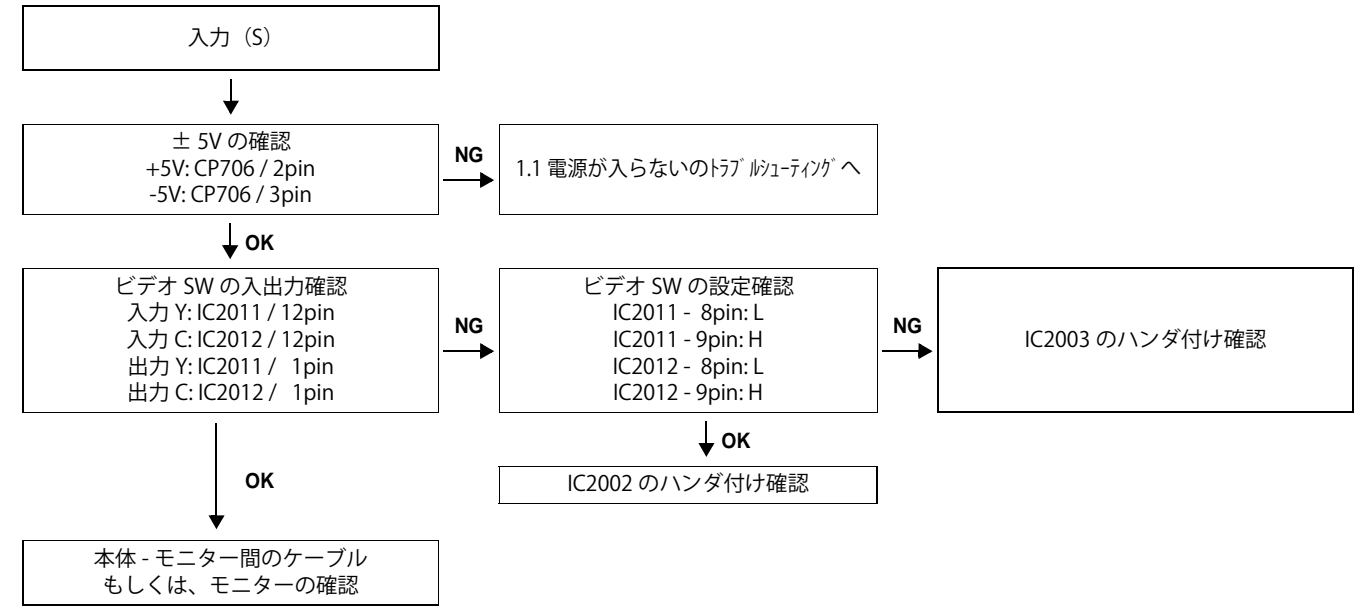 入力（S）
± 5V の確認
+5V: CP706 / 2pin
-5V: CP706 / 3pin
NG
1.1 電源が入らないのﾄﾗﾌﾞﾙｼｭｰﾃｨﾝｸﾞへ
OK
ビデオ SW の入出力確認
入力 Y: IC2011 / 12pin
入力 C: IC2012 / 12pin
出力 Y: IC2011 / 1pin
出力 C: IC2012 / 1pin
NG
ビデオ SW の設定確認
IC2011 - 8pin: L
IC2011 - 9pin: H
IC2012 - 8pin: L
IC2012 - 9pin: H
NG
IC2003 のハンダ付け確認
OK
IC2002 のハンダ付け確認
OK
本体 - モニター間のケーブル
もしくは、モニターの確認